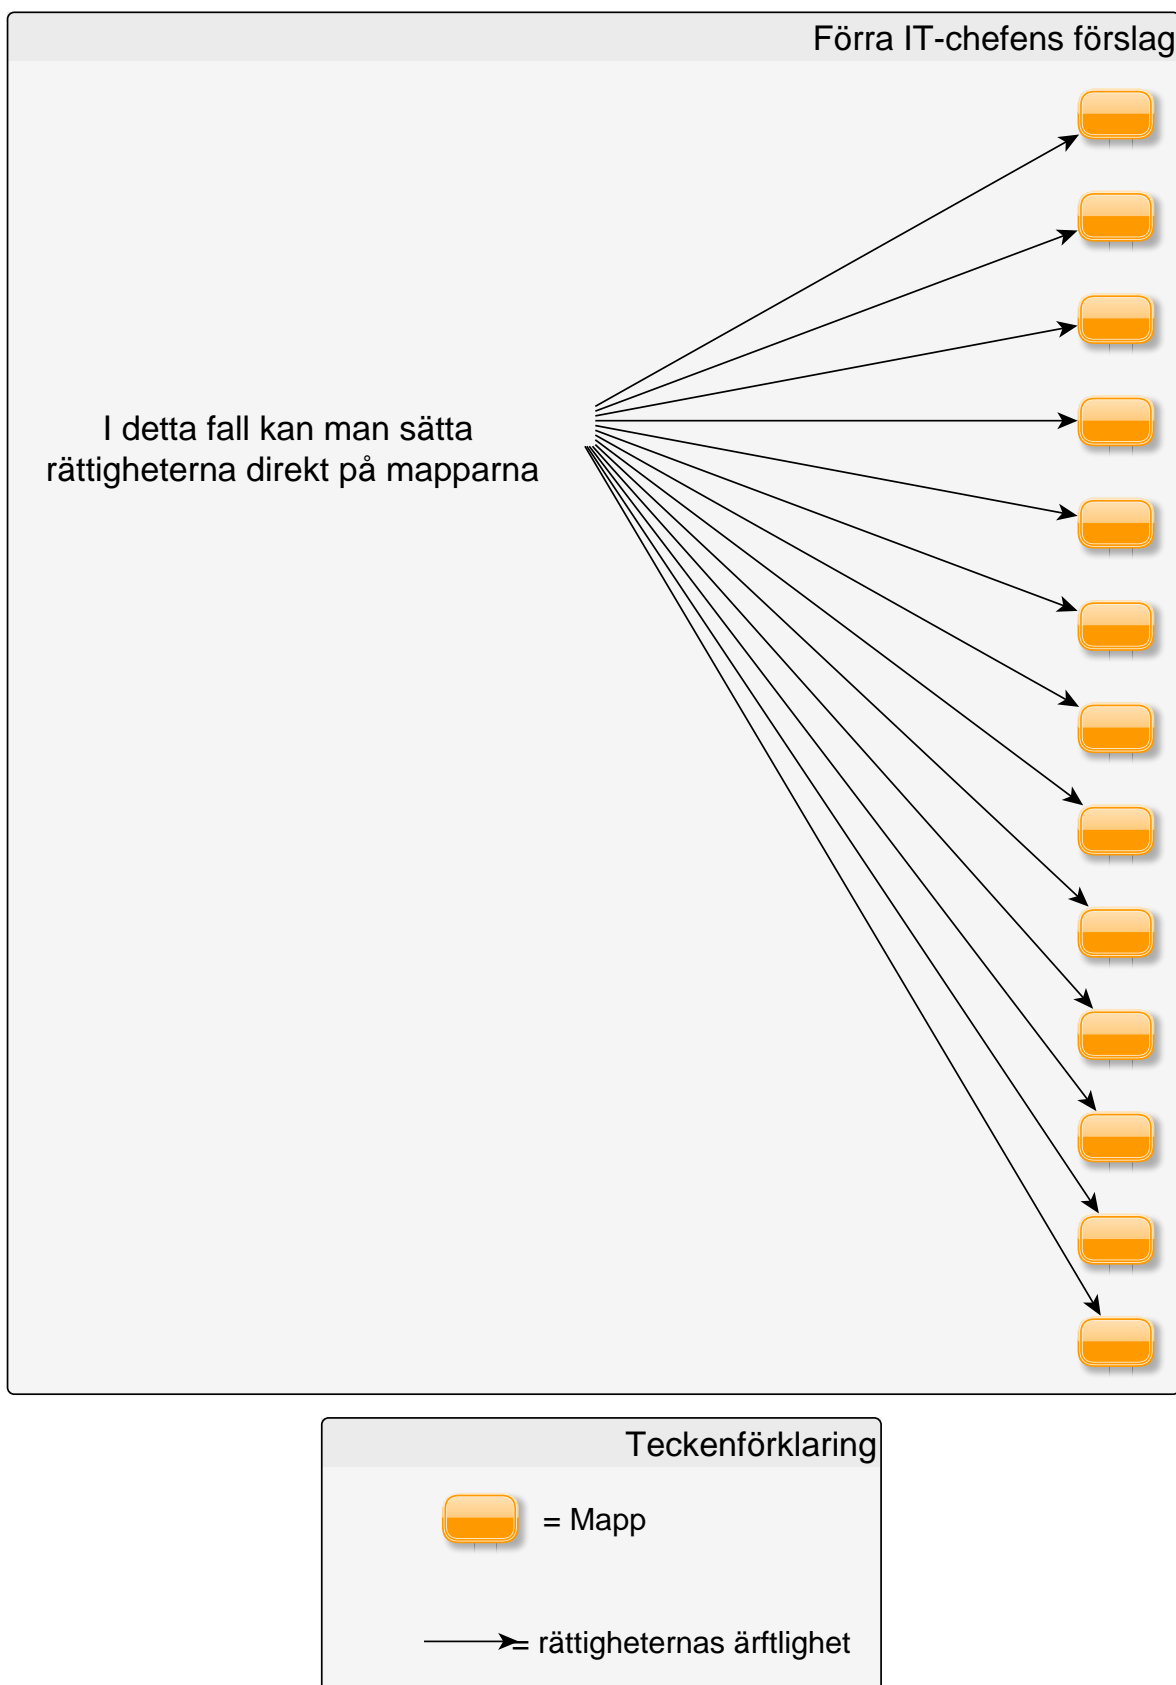 Förra IT-chefens förslag
I detta fall kan man sätta
rättigheterna direkt på mapparna
Teckenförklaring
= Mapp
= rättigheternas ärftlighet